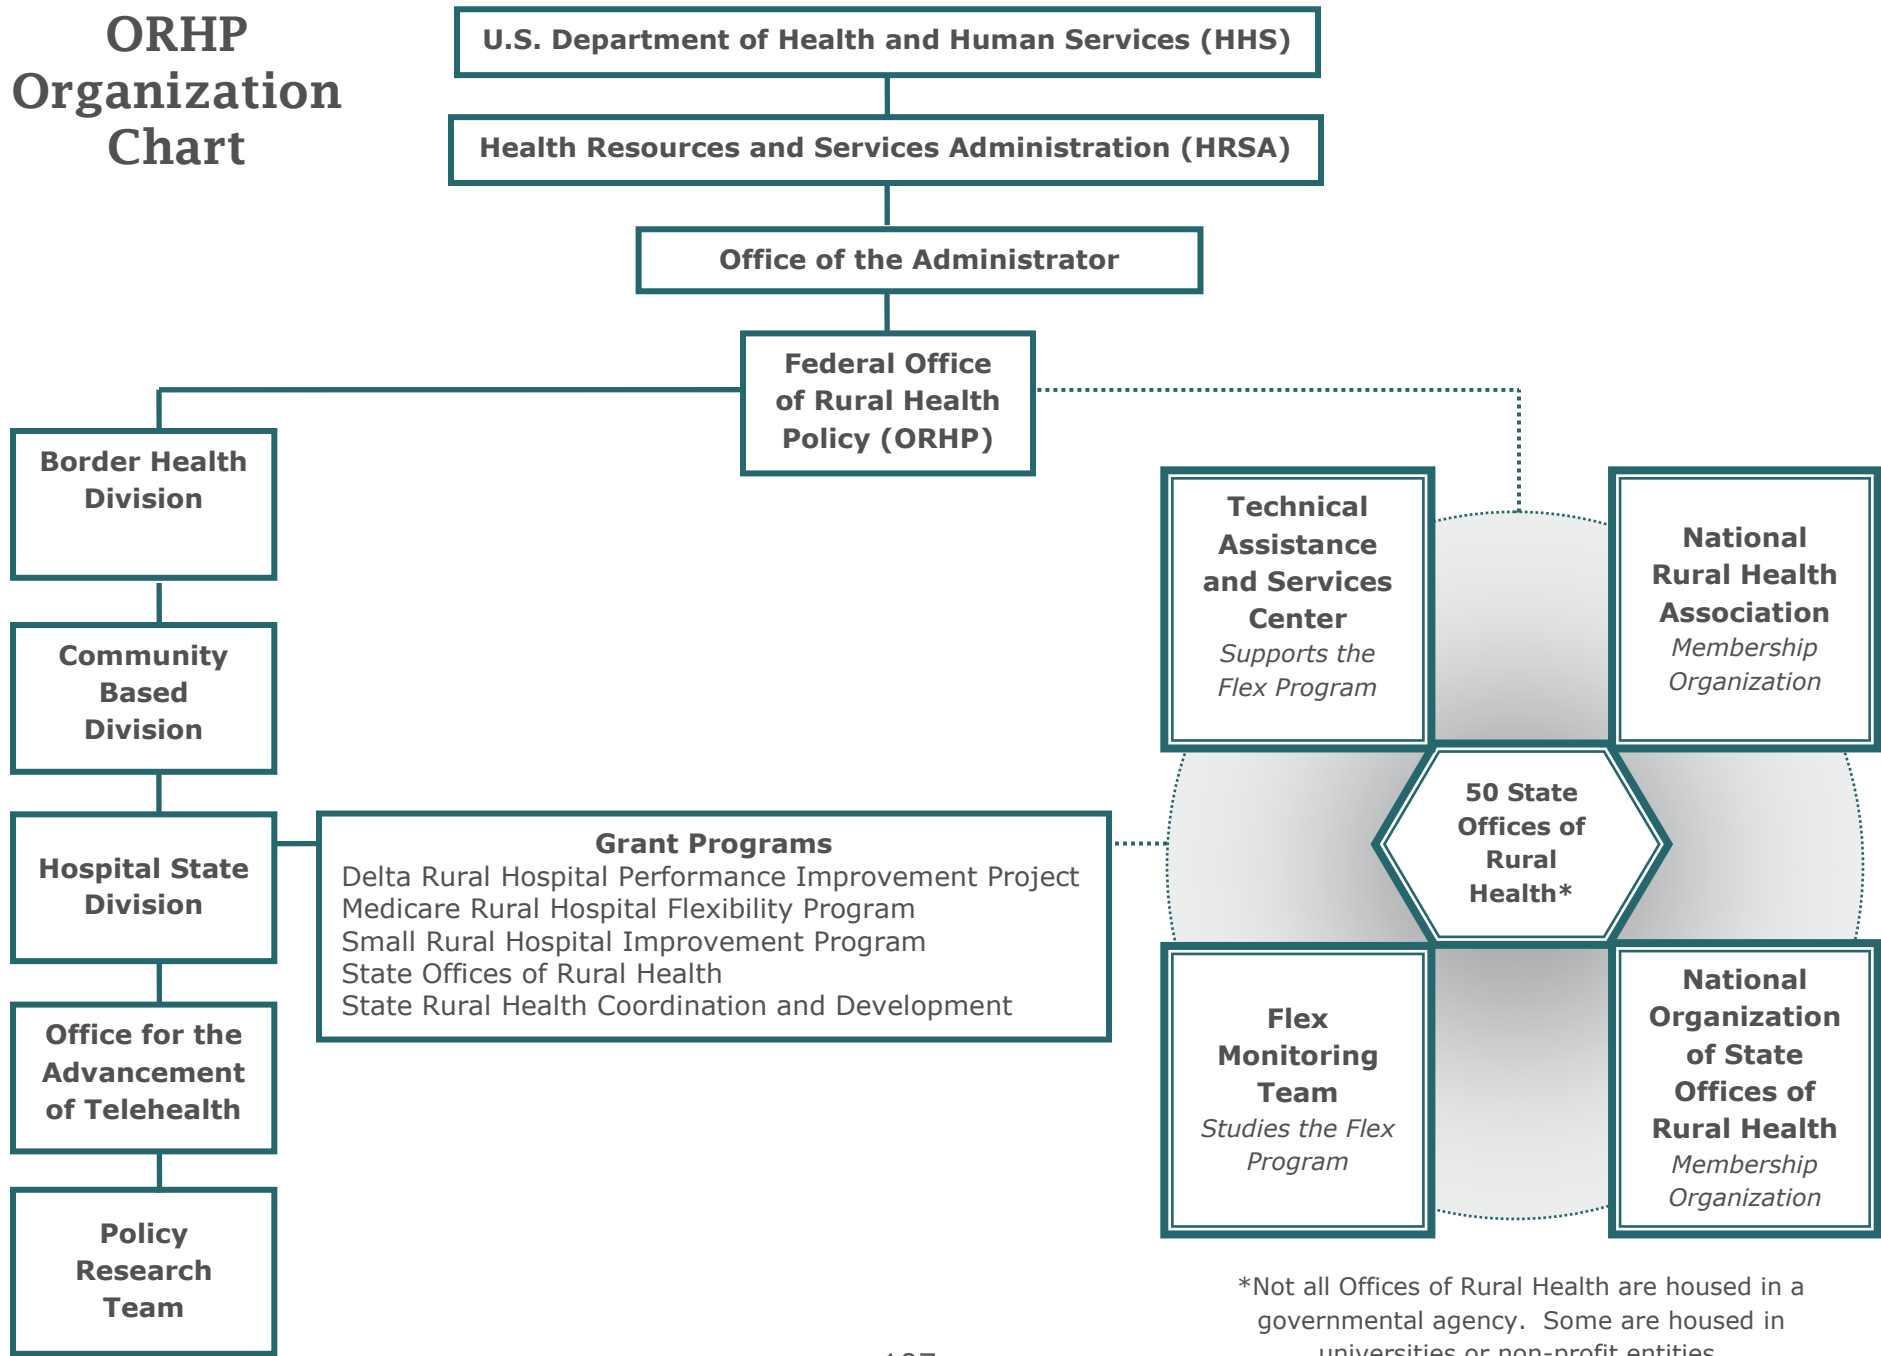 ORHP
Organization
Chart
U.S. Department of Health and Human Services (HHS)
Health Resources and Services Administration (HRSA)
Office of the Administrator
Federal Office
of Rural Health
Policy (ORHP)
Border Health
Division
Community
Based
Division
Hospital State
Division
Office for the
Advancement
of Telehealth
Policy
Research
Team
Grant Programs
Delta Rural Hospital Performance Improvement Project
Medicare Rural Hospital Flexibility Program
Small Rural Hospital Improvement Program
State Offices of Rural Health
State Rural Health Coordination and Development
Technical
Assistance
and Services
Center
Supports the
Flex Program
National
Rural Health
Association
Membership
Organization
50 State
Offices of
Rural
Health*
Flex
Monitoring
Team
Studies the Flex
Program
National
Organization
of State
Offices of
Rural Health
Membership
Organization
*Not all Offices of Rural Health are housed in a
governmental agency.  Some are housed in
universities or non-profit entities